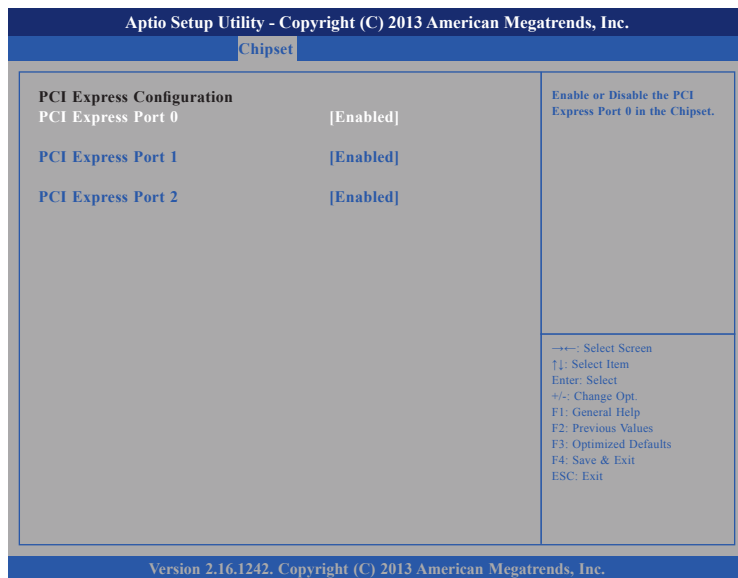 Aptio Setup Utility - Copyright (C) 2013 American Megatrends, Inc.
Chipset
PCI Express Configuration
PCI Express Port 0 [Enabled]
PCI Express Port 1 [Enabled]
PCI Express Port 2 [Enabled]
Enable or Disable the PCI
Express Port 0 in the Chipset.
→←: Select Screen
↑↓: Select Item
Enter: Select
+/-: Change Opt.
F1: General Help
F2: Previous Values
F3: Optimized Defaults
F4: Save & Exit
ESC: Exit
Version 2.16.1242. Copyright (C) 2013 American Megatrends, Inc.